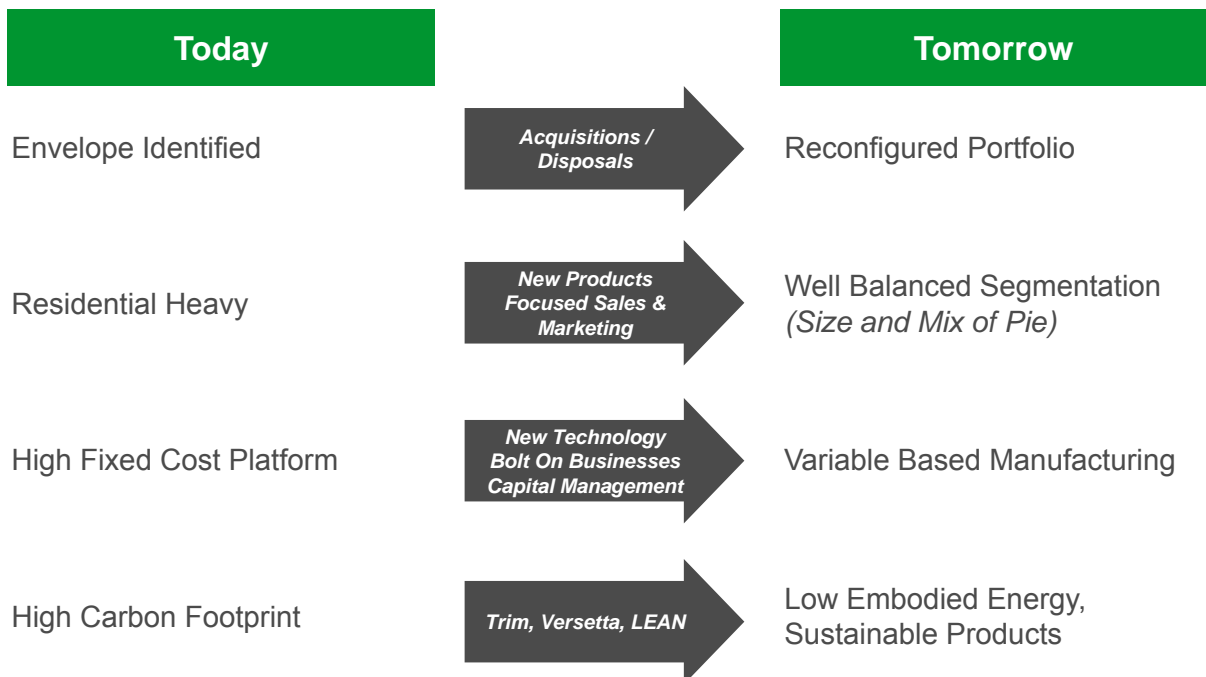 Today
Tomorrow
Envelope Identified
Acquisitions /
Disposals
Reconfigured Portfolio
Residential Heavy
New Products
Focused Sales &
Marketing
Well Balanced Segmentation
(Size and Mix of Pie)
High Fixed Cost Platform
New Technology
Bolt On Businesses
Capital Management
Variable Based Manufacturing
High Carbon Footprint
Trim, Versetta, LEAN
Low Embodied Energy,
Sustainable Products